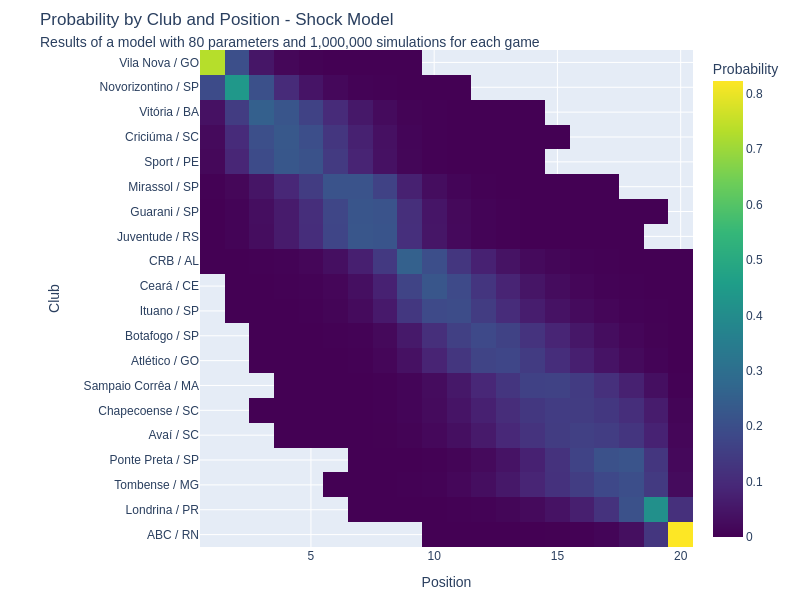 Probability by Club and Position - Shock Model
Results of a model with 80 parameters and 1,000,000 simulations for each game
Vila Nova / GO
Novorizontino / SP
Vitória / BA
Criciúma / SC
Sport / PE
Mirassol / SP
Guarani / SP
Juventude / RS
CRB / AL
Ceará / CE
Ituano / SP
Botafogo / SP
Atlético / GO
Sampaio Corrêa / MA
Chapecoense / SC
Avaí / SC
Ponte Preta / SP
Tombense / MG
Londrina / PR
ABC / RN
Club
5
10
15
20
Position
Probability
0.8
0.7
0.6
0.5
0.4
0.3
0.2
0.1
0